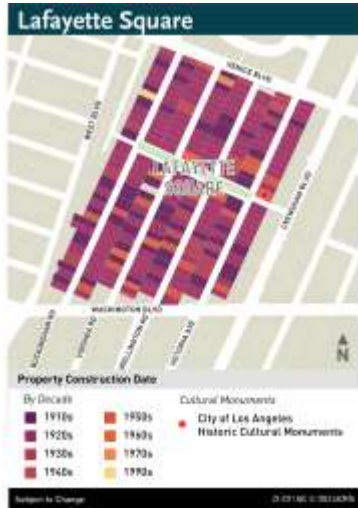 Lafayette Square
VENICE BLVD
WEST BLVD
LAFAYETTE
SQUARE
CRENSHAW BLVD
WASHINGTON BLVD
BUCKINGHAM RD
VIRGINIA RD
WELLINGTON RD
VICTORIA AVE
N
Property Construction Date
By Decade
1910s
1920s
1930s
1940s
1950s
1960s
1970s
1990s
Cultural Monuments
City of Los Angeles
Historic Cultural Monuments
Subject to Change